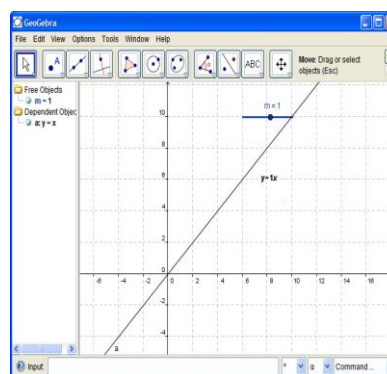 GeoGebra
File Edit View Options Tools Window Help
A
ABC
Move: Drag or select
objects (Esc)
Free Objects
m = 1
Dependent Objec
a: y = x
m = 1
y=1x
10
8
6
4
2
0
-2
-4
-6 -4 -2 0 2 4 6 8 10 12 14 16
a
Input
α
Command...